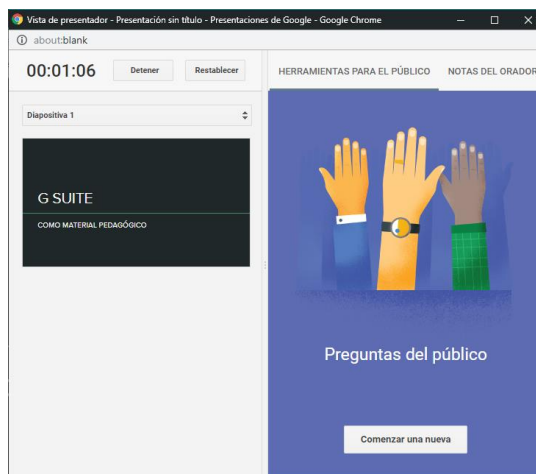 Vista de presentador - Presentación sin título - Presentaciones de Google - Google Chrome
about:blank
00:01:06
Detener
Restablecer
HERRAMIENTAS PARA EL PÚBLICO
NOTAS DEL ORADOR
Diapositiva 1
G SUITE
COMO MATERIAL PEDAGÓGICO
Preguntas del público
Comenzar una nueva